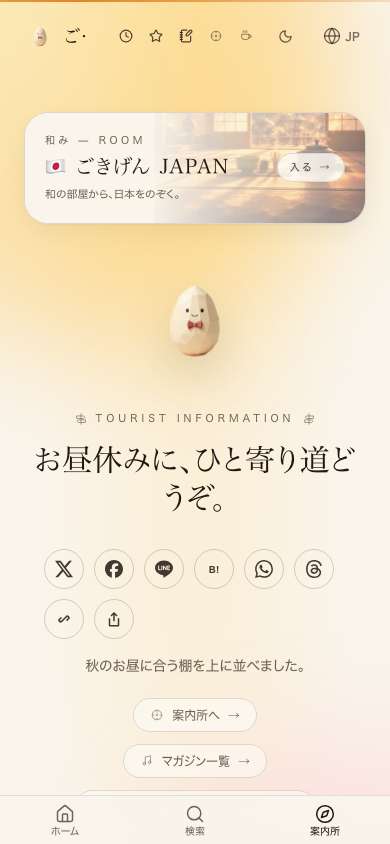 ご·
JP
和み — ROOM
ごきげん JAPAN
入る →
和の部屋から、日本をのぞく。
TOURIST INFORMATION
お昼休みに、ひと寄り道ど
うぞ。
LINE
B!
秋のお昼に合う棚を上に並べました。
案内所へ →
マガジン一覧 →
ホーム
検索
案内所